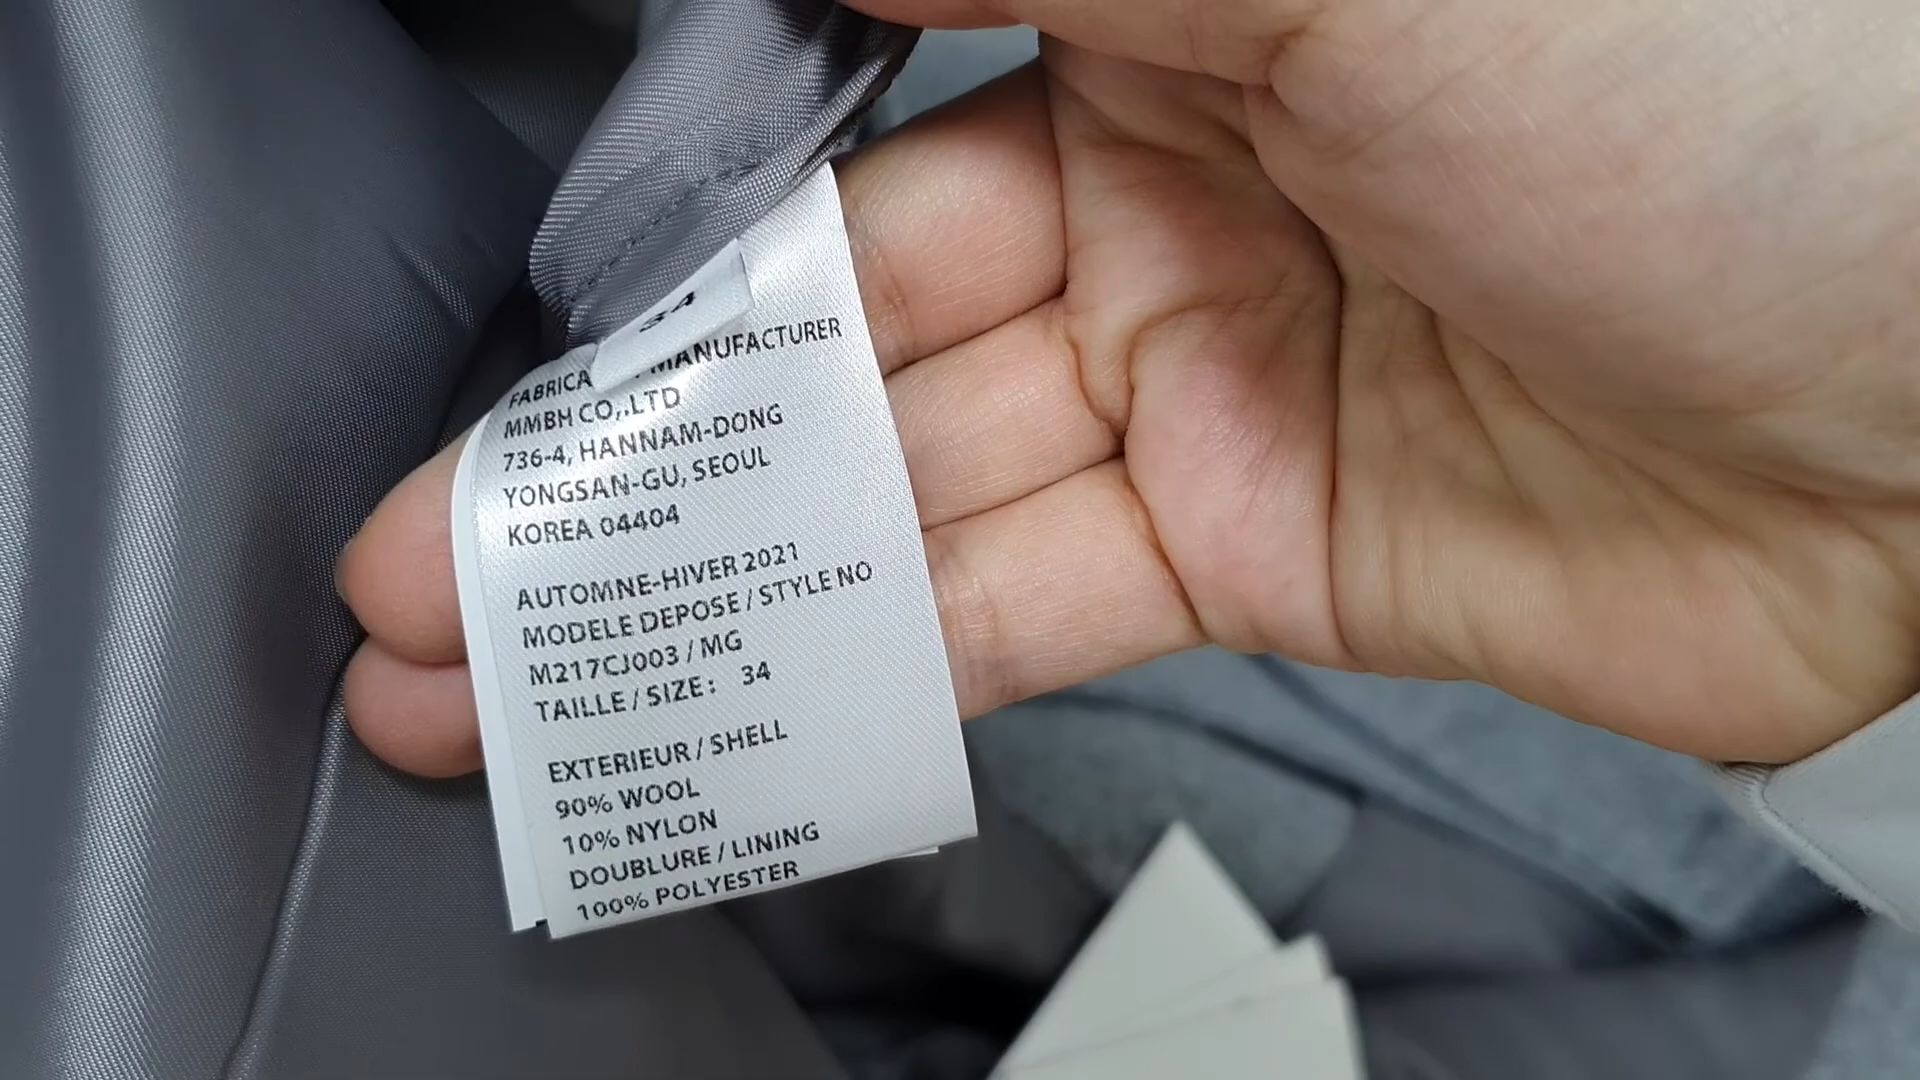 34
FABRICA MANUFACTURER
MMBH CO,.LTD
736-4, HANNAM-DONG
YONGSAN-GU, SEOUL
KOREA 04404
AUTOMNE-HIVER 2021
MODELE DEPOSE / STYLE NO
M217CJ003 / MG
TAILLE / SIZE : 34
EXTERIEUR / SHELL
90% WOOL
10% NYLON
DOUBLURE / LINING
100% POLYESTER